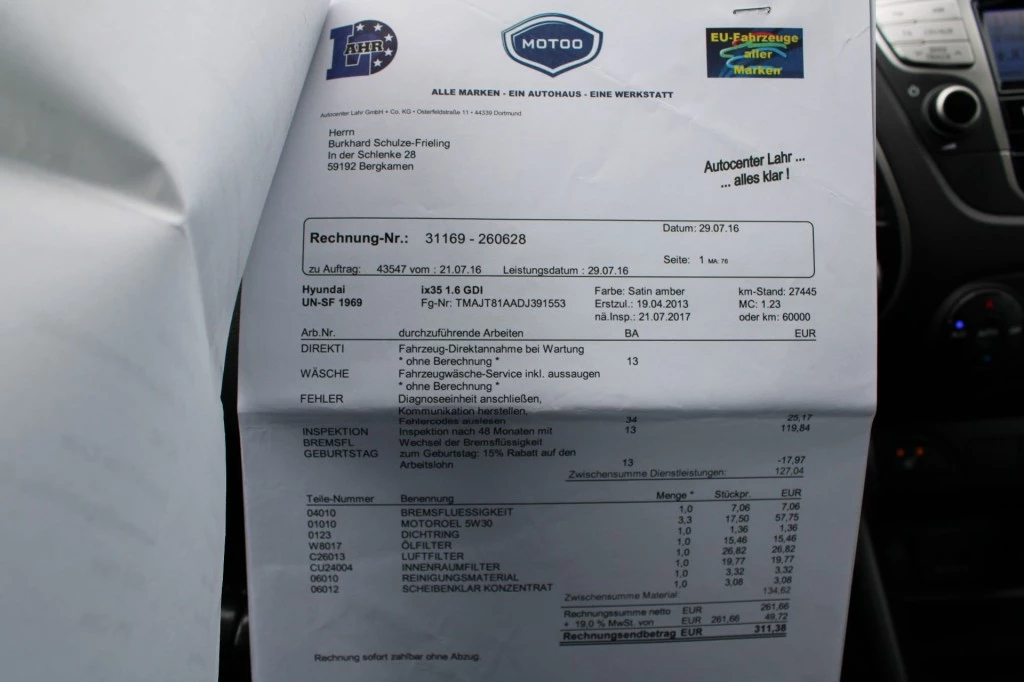 LAHR
MOTOO
EU-Fahrzeuge
aller
Marken
ALLE MARKEN - EIN AUTOHAUS - EINE WERKSTATT
Autocenter Lahr GmbH + Co. KG • Osterfeldstraße 11 • 44339 Dortmund
Herrn
Burkhard Schulze-Frieling
In der Schlenke 28
59192 Bergkamen
Autocenter Lahr ...
... alles klar !
Datum: 29.07.16
Rechnung-Nr.: 31169 - 260628
Seite: 1 MA: 76
zu Auftrag: 43547 vom : 21.07.16 Leistungsdatum : 29.07.16
Hyundai ix35 1.6 GDI Farbe: Satin amber km-Stand: 27445
UN-SF 1969 Fg-Nr: TMAJT81AADJ391553 Erstzul.: 19.04.2013 MC: 1.23
nä.Insp.: 21.07.2017 oder km: 60000
Arb.Nr. durchzuführende Arbeiten BA EUR
DIREKTI Fahrzeug-Direktannahme bei Wartung
* ohne Berechnung * 13
WÄSCHE Fahrzeugwäsche-Service inkl. aussaugen
* ohne Berechnung *
FEHLER Diagnoseeinheit anschließen,
Kommunikation herstellen,
Fehlercodes auslesen 34 25,17
INSPEKTION Inspektion nach 48 Monaten mit 13 119,84
BREMSFL Wechsel der Bremsflüssigkeit
GEBURTSTAG zum Geburtstag: 15% Rabatt auf den
Arbeitslohn 13 -17,97
Zwischensumme Dienstleistungen: 127,04
Teile-Nummer Benennung Menge * Stückpr. EUR
04010 BREMSFLUESSIGKEIT 1,0 7,06 7,06
01010 MOTOROEL 5W30 3,3 17,50 57,75
0123 DICHTRING 1,0 1,36 1,36
W8017 ÖLFILTER 1,0 15,46 15,46
C26013 LUFTFILTER 1,0 26,82 26,82
CU24004 INNENRAUMFILTER 1,0 19,77 19,77
06010 REINIGUNGSMATERIAL 1,0 3,32 3,32
06012 SCHEIBENKLAR KONZENTRAT 1,0 3,08 3,08
Zwischensumme Material 134,62
Rechnungssumme netto EUR 261,66
+ 19,0 % MwSt. von EUR 261,66 49,72
Rechnungsendbetrag EUR 311,38
Rechnung sofort zahlbar ohne Abzug.